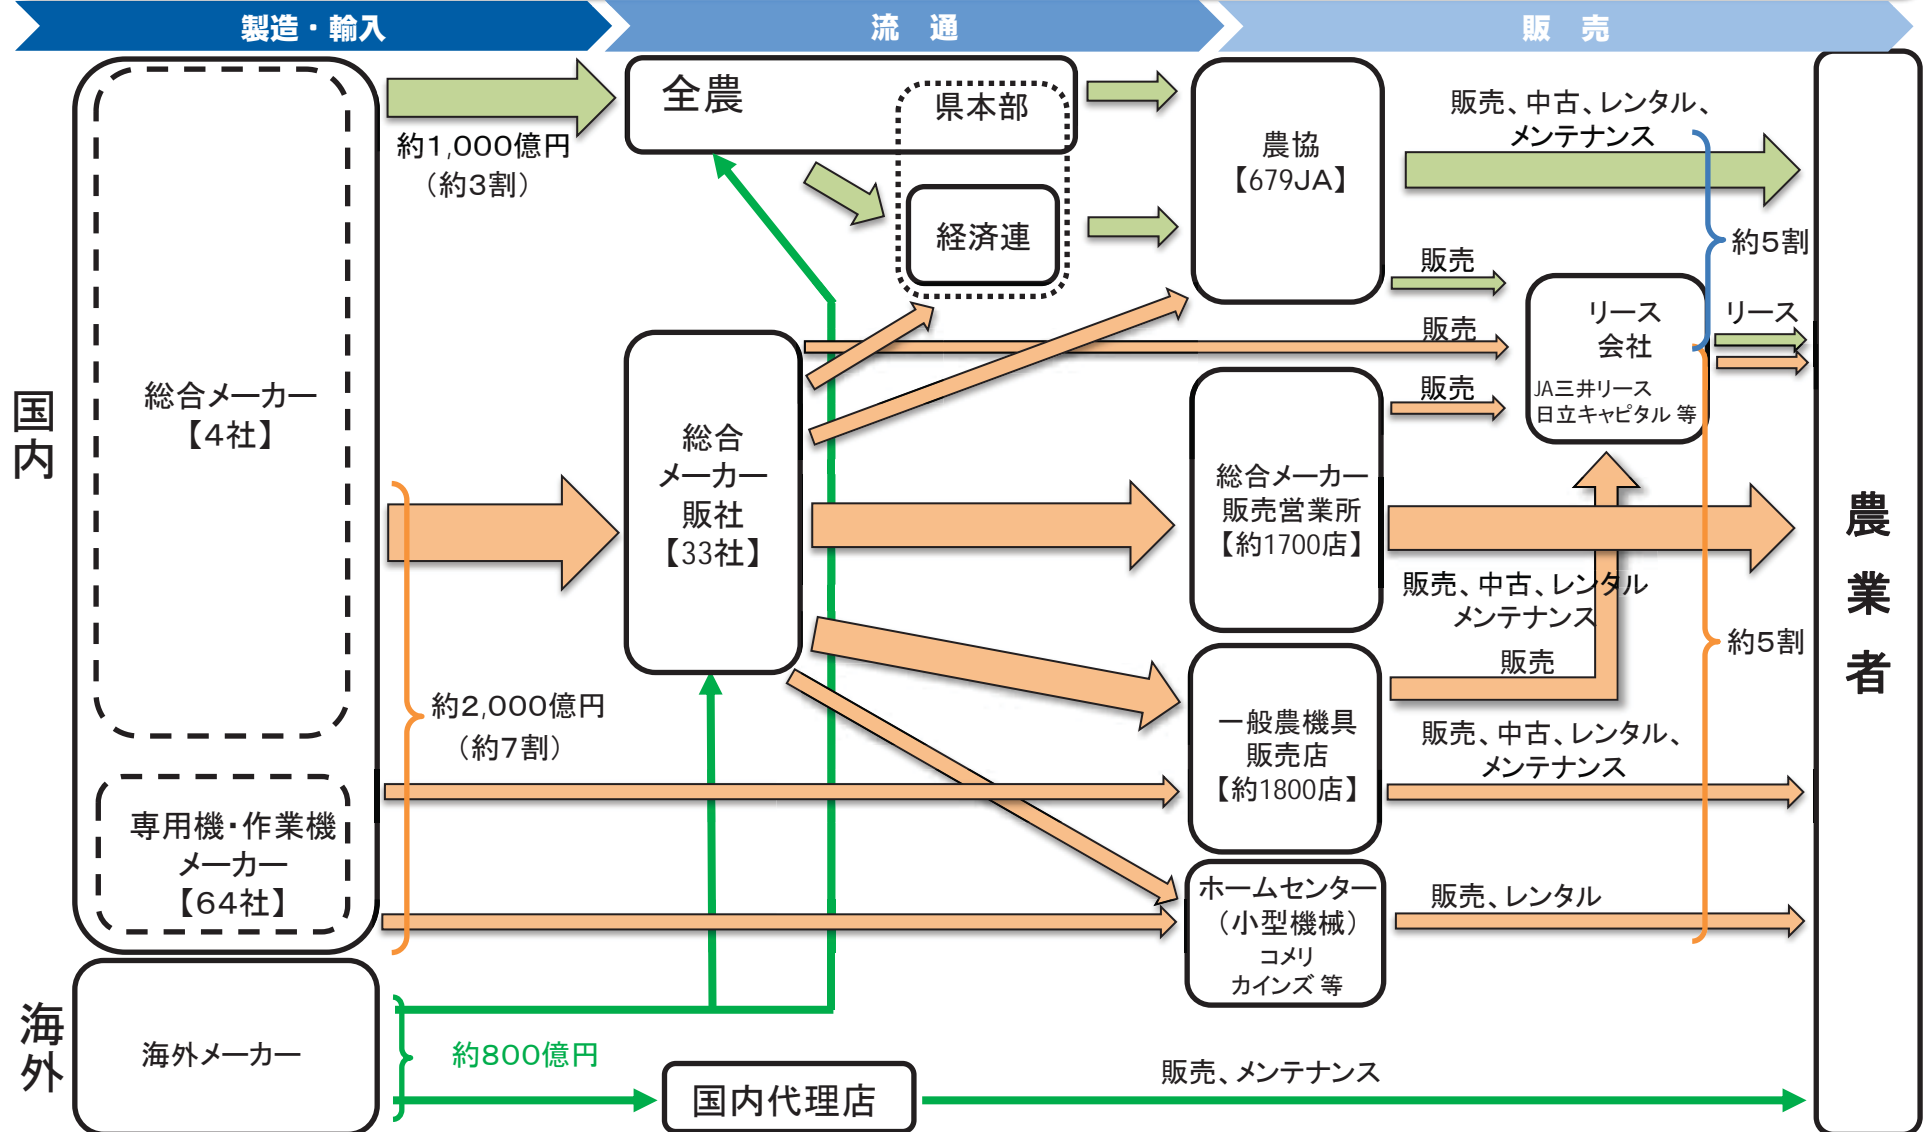 製造・輸入
流　通
販　売
国内
総合メーカー
【4社】
専用機・作業機
メーカー
【64社】
海外
海外メーカー
約1,000億円
（約3割）
約2,000億円
（約7割）
約800億円
全農
県本部
経済連
総合
メーカー
販社
【33社】
国内代理店
農協
【679JA】
総合メーカー
販売営業所
【約1700店】
一般農機具
販売店
【約1800店】
ホームセンター
（小型機械）
コメリ
カインズ 等
販売、中古、レンタル、
メンテナンス
販売
販売
販売
リース
会社
JA三井リース
日立キャピタル 等
リース
約5割
販売、中古、レンタル
メンテナンス
販売
約5割
販売、中古、レンタル、
メンテナンス
販売、レンタル
販売、メンテナンス
農業者